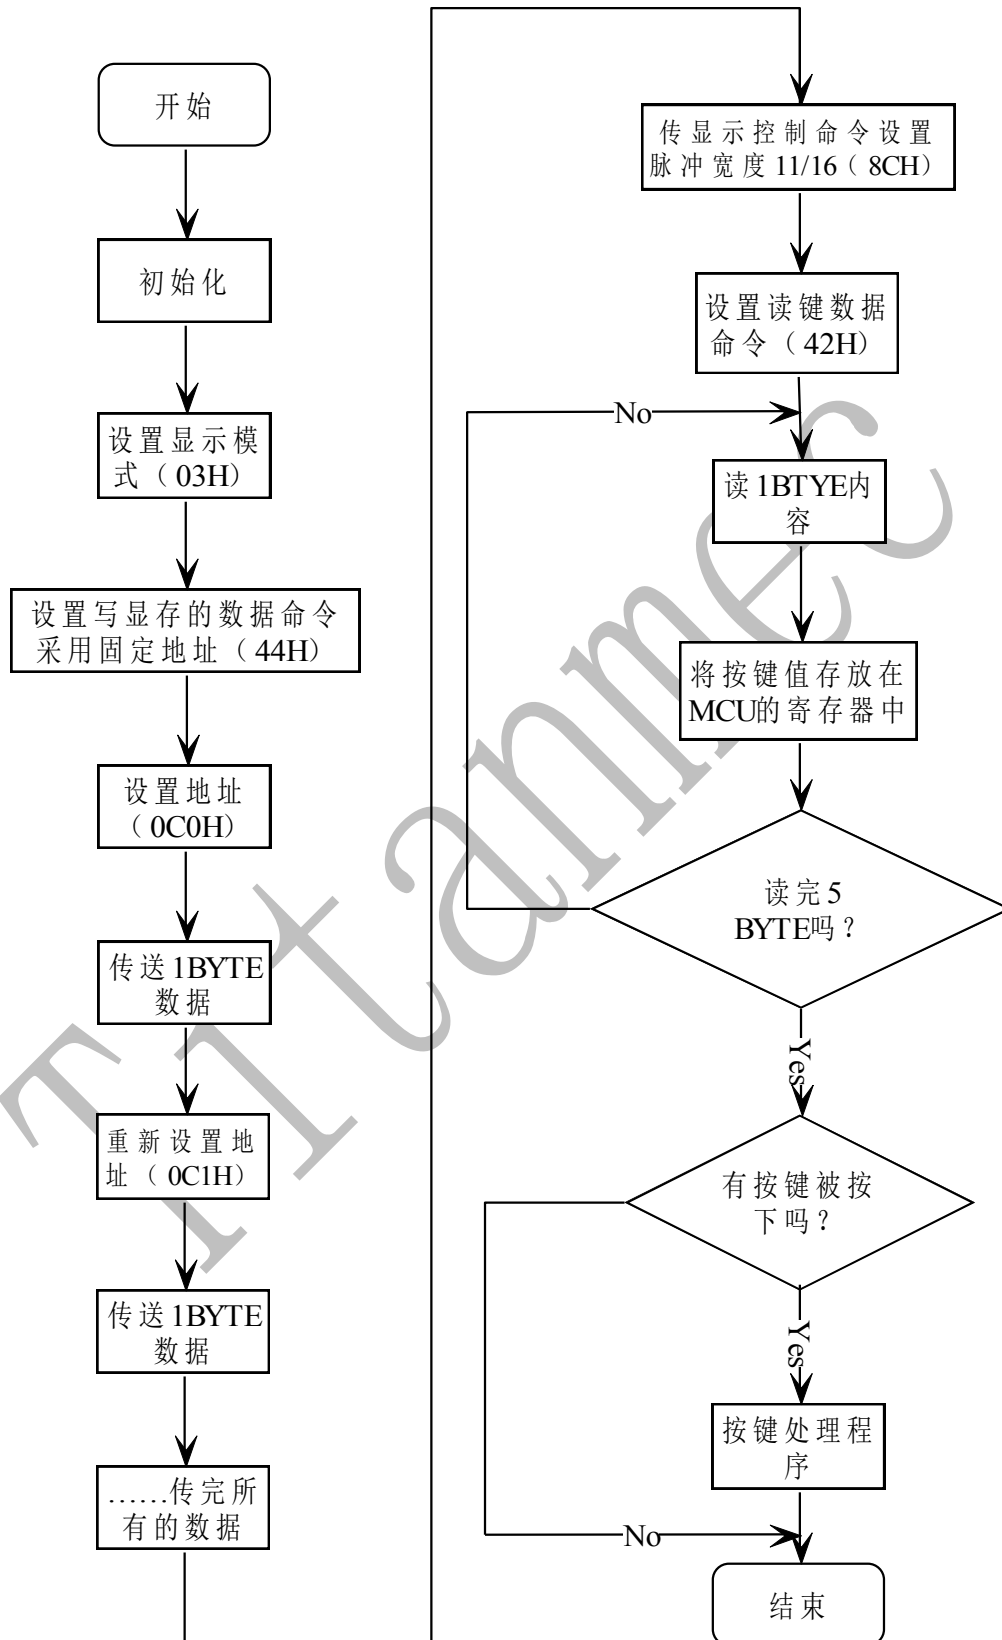 开始
初始化
设置显示模
式（03H）
设置写显存的数据命令
采用固定地址（44H）
设置地址
（0C0H）
传送1BYTE
数据
重新设置地
址（0C1H）
传送1BYTE
数据
……传完所
有的数据
传显示控制命令设置
脉冲宽度11/16（8CH）
设置读键数据
命令（42H）
No
读1BTYE内
容
将按键值存放在
MCU的寄存器中
读完5
BYTE吗？
Yes
有按键被按
下吗？
Yes
按键处理程
序
No
结束
Titanmec